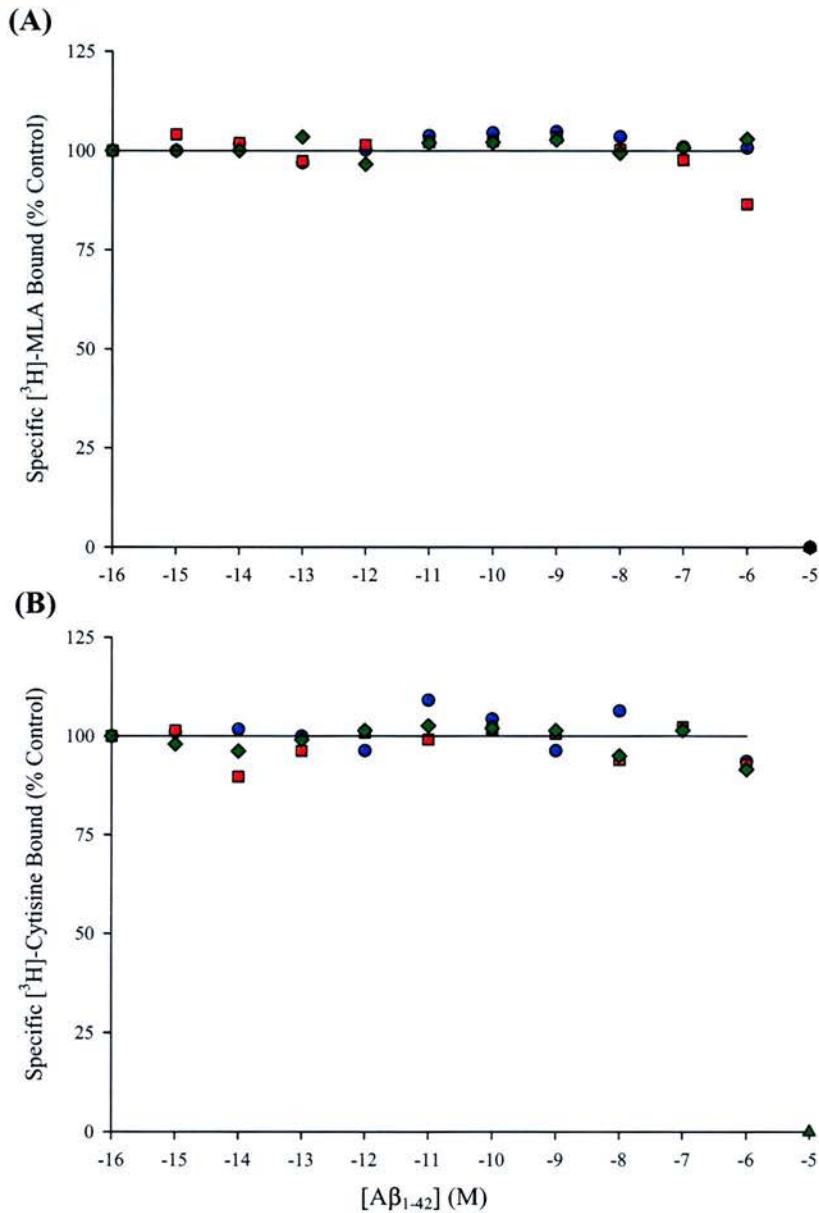 (A)
125
100
75
50
25
0
Specific [³H]-MLA Bound (% Control)
-16 -15 -14 -13 -12 -11 -10 -9 -8 -7 -6 -5
(B)
125
100
75
50
25
0
Specific [³H]-Cytisine Bound (% Control)
-16 -15 -14 -13 -12 -11 -10 -9 -8 -7 -6 -5
[Aβ₁₋₄₂] (M)